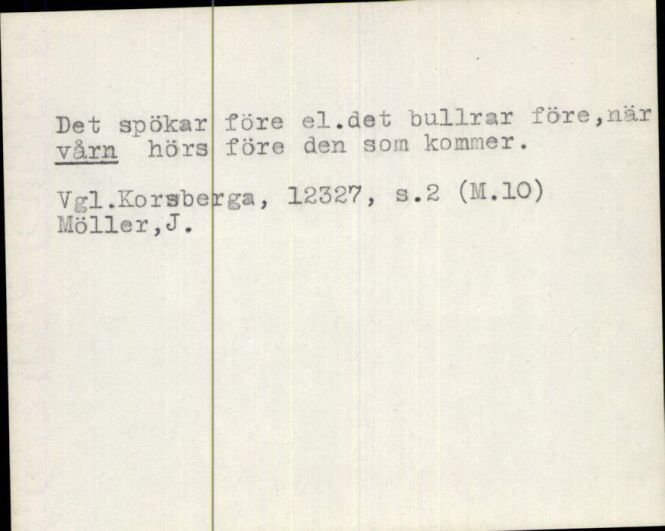 Det spökar före el.det bullrar före,när
vårn hörs före den som kommer.
Vgl.Korsberga, 12327, s.2 (M.10)
Möller,J.